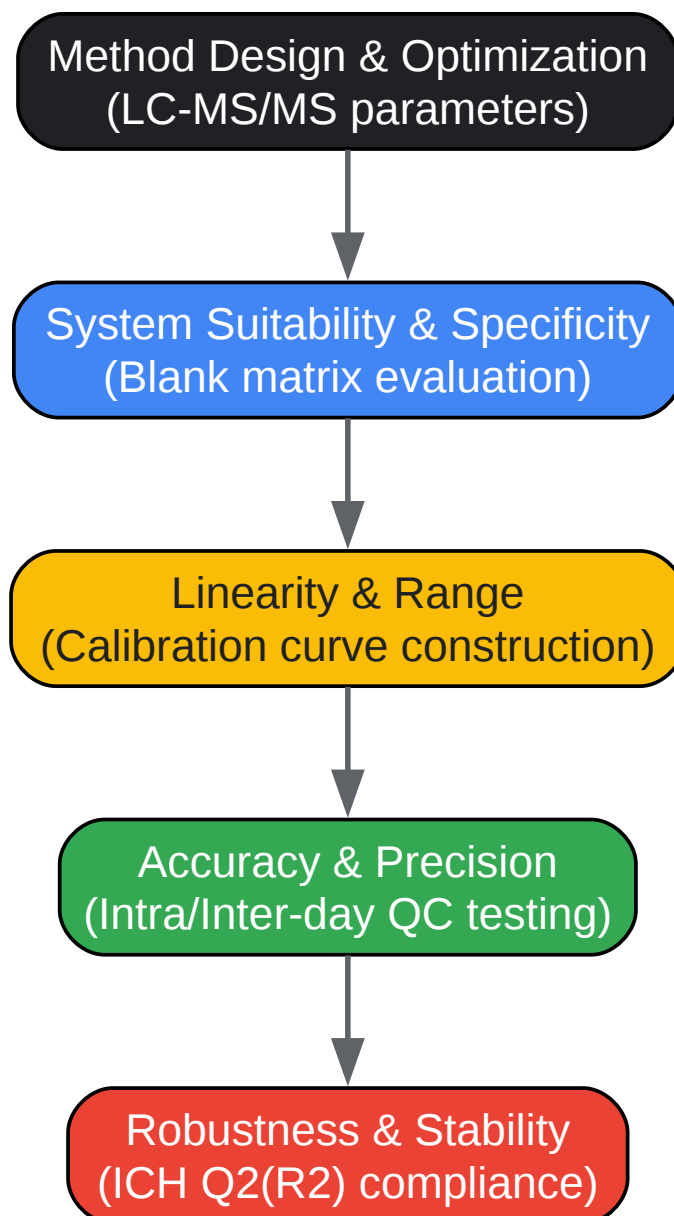 Method Design & Optimization
(LC-MS/MS parameters)
System Suitability & Specificity
(Blank matrix evaluation)
Linearity & Range
(Calibration curve construction)
Accuracy & Precision
(Intra/Inter-day QC testing)
Robustness & Stability
(ICH Q2(R2) compliance)